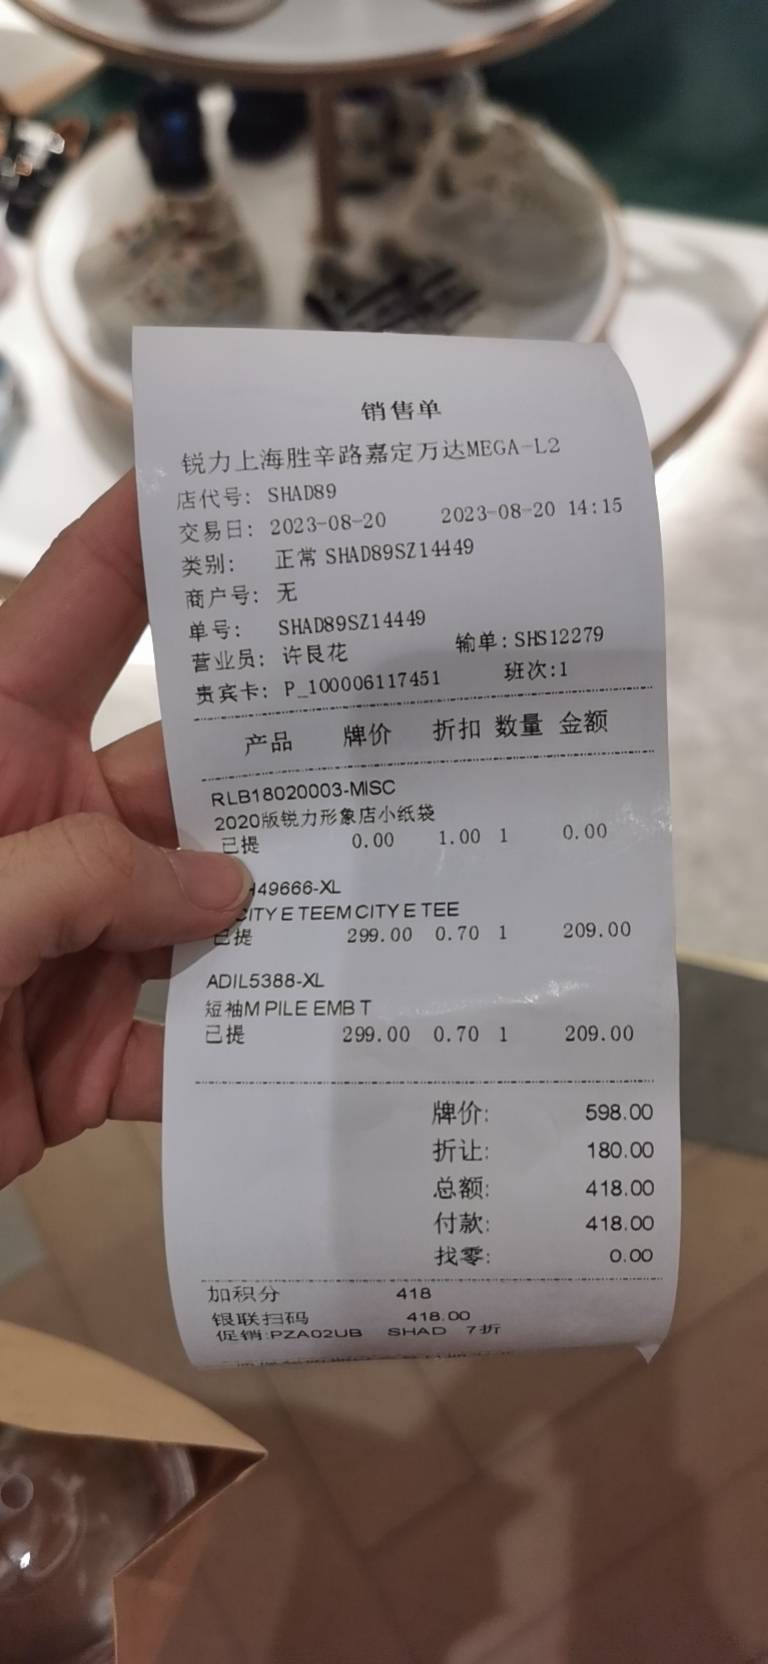 销售单
锐力上海胜辛路嘉定万达MEGA-L2
店代号: SHAD89
交易日: 2023-08-20 2023-08-20 14:15
类别: 正常 SHAD89SZ14449
商户号: 无
单号: SHAD89SZ14449
营业员: 许良花 输单: SHS12279
贵宾卡: P_100006117451 班次:1
产品 牌价 折扣 数量 金额
RLB18020003-MISC
2020版锐力形象店小纸袋
已提 0.00 1.00 1 0.00
H49666-XL
CITY E TEEM CITY E TEE
已提 299.00 0.70 1 209.00
ADIL5388-XL
短袖M PILE EMB T
已提 299.00 0.70 1 209.00
牌价: 598.00
折让: 180.00
总额: 418.00
付款: 418.00
找零: 0.00
加积分 418
银联扫码 418.00
促销:PZA02UB SHAD 7折